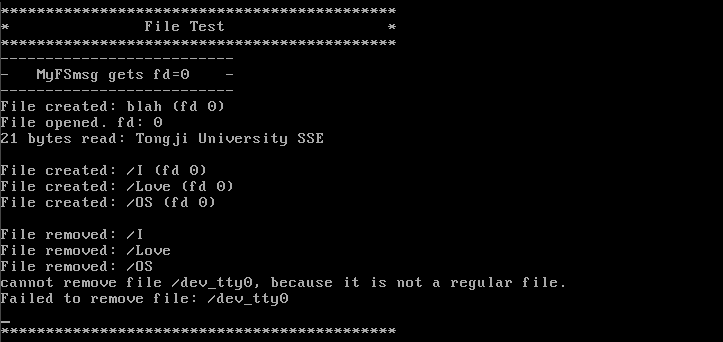 ********************************************
*               File Test                  *
********************************************
--------------------------
-   MyFSmsg gets fd=0    -
--------------------------
File created: blah (fd 0)
File opened. fd: 0
21 bytes read: Tongji University SSE
File created: /I (fd 0)
File created: /Love (fd 0)
File created: /OS (fd 0)
File removed: /I
File removed: /Love
File removed: /OS
cannot remove file /dev_tty0, because it is not a regular file.
Failed to remove file: /dev_tty0
_
********************************************